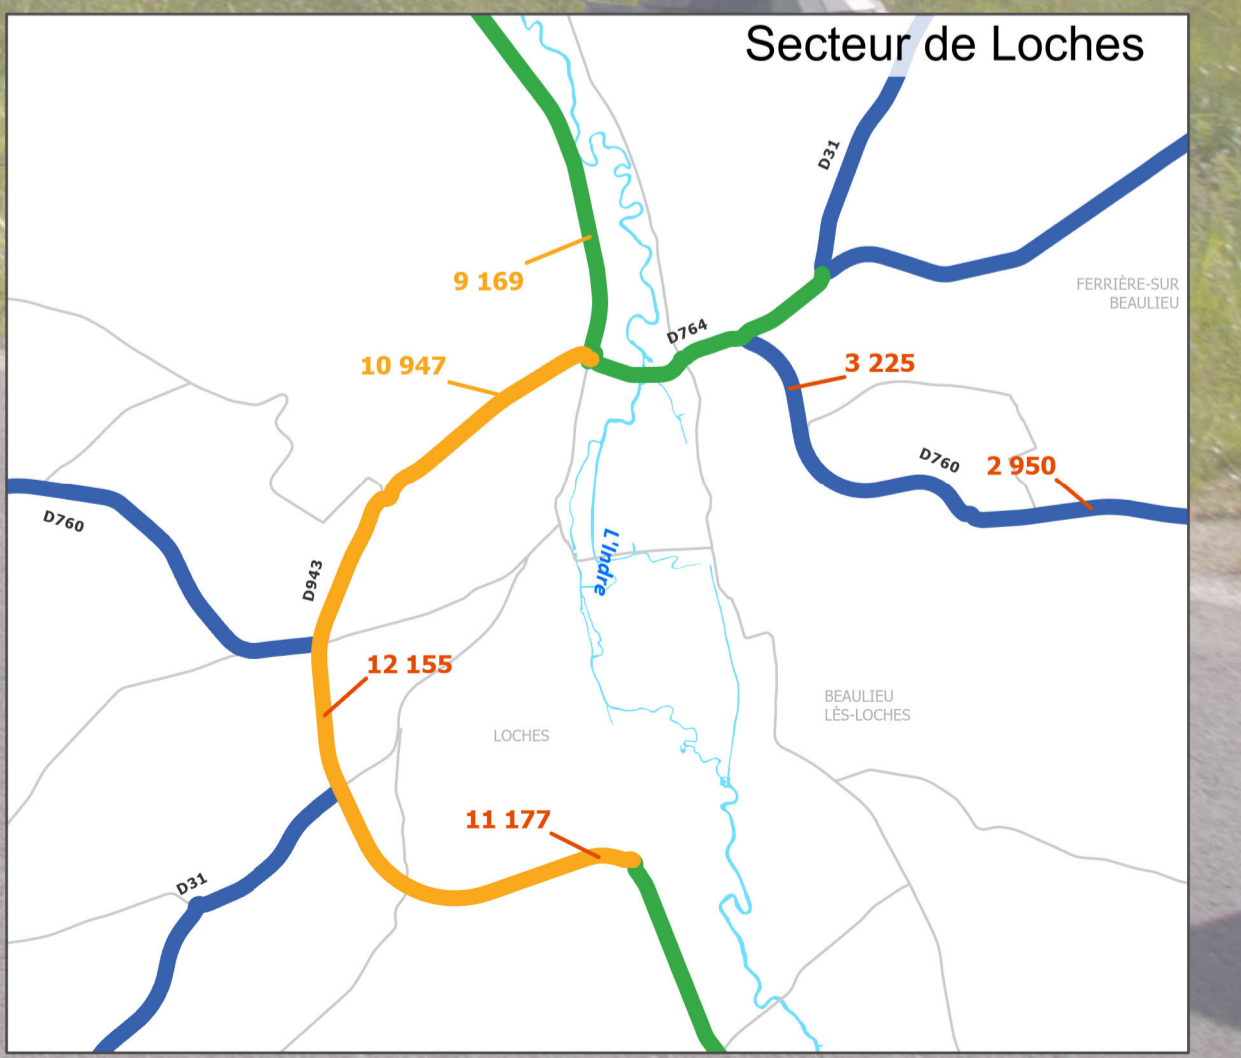 Secteur de Loches
D31
9 169
FERRIÈRE-SUR
BEAULIEU
D764
10 947
3 225
D760
2 950
D760
L'Indre
D943
12 155
BEAULIEU
LÈS-LOCHES
LOCHES
11 177
D31